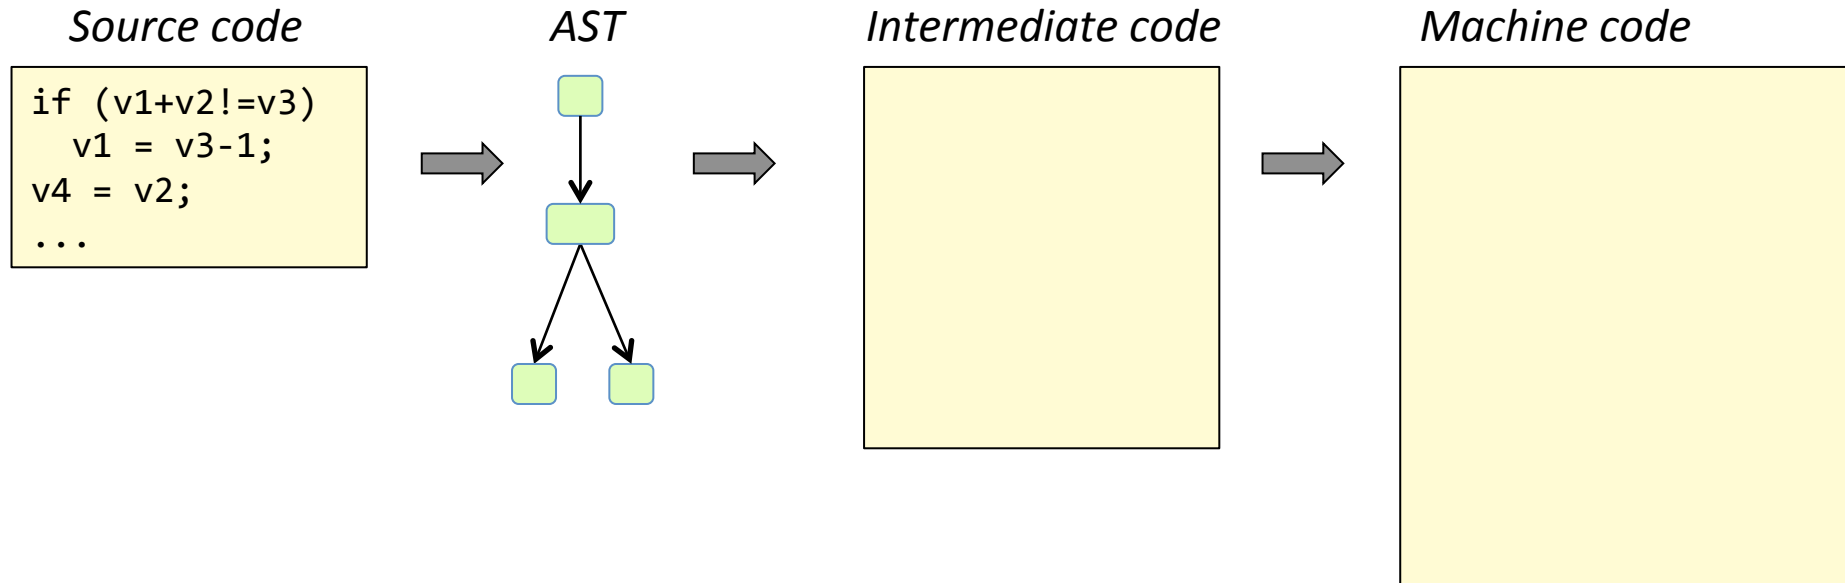 Source code
AST
Intermediate code
Machine code
if (v1+v2!=v3)
  v1 = v3-1;
v4 = v2;
...